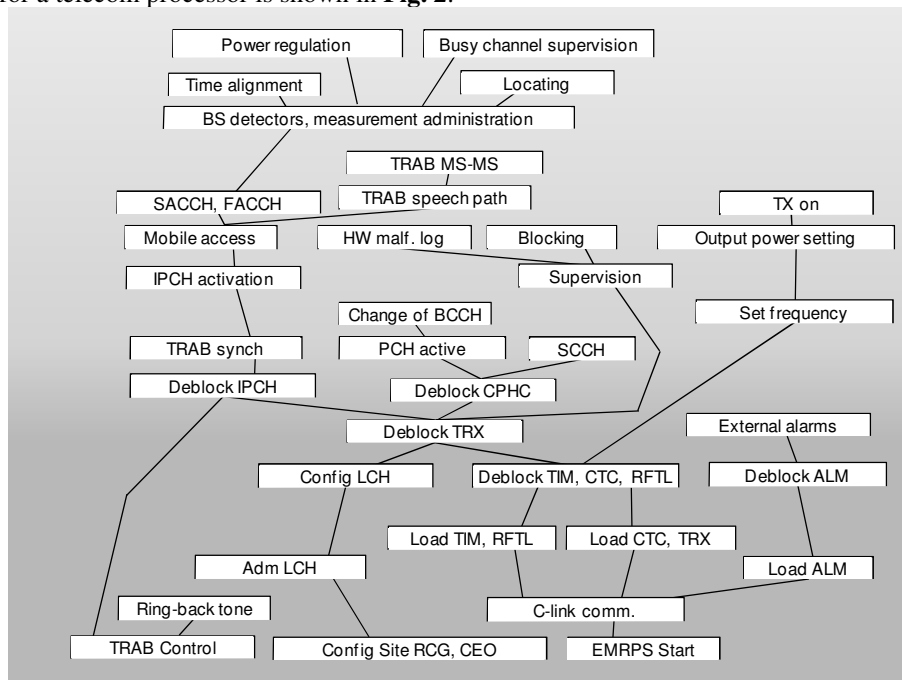 for a telecom processor is shown in Fig. 2.
Power regulation
Busy channel supervision
Time alignment
Locating
BS detectors, measurement administration
TRAB MS-MS
SACCH, FACCH
TRAB speech path
TX on
Mobile access
HW malf. log
Blocking
Output power setting
IPCH activation
Supervision
Change of BCCH
Set frequency
TRAB synch
PCH active
SCCH
Deblock IPCH
Deblock CPHC
Deblock TRX
External alarms
Config LCH
Deblock TIM, CTC, RFTL
Deblock ALM
Load TIM, RFTL
Load CTC, TRX
Adm LCH
Load ALM
Ring-back tone
C-link comm.
TRAB Control
Config Site RCG, CEO
EMRPS Start